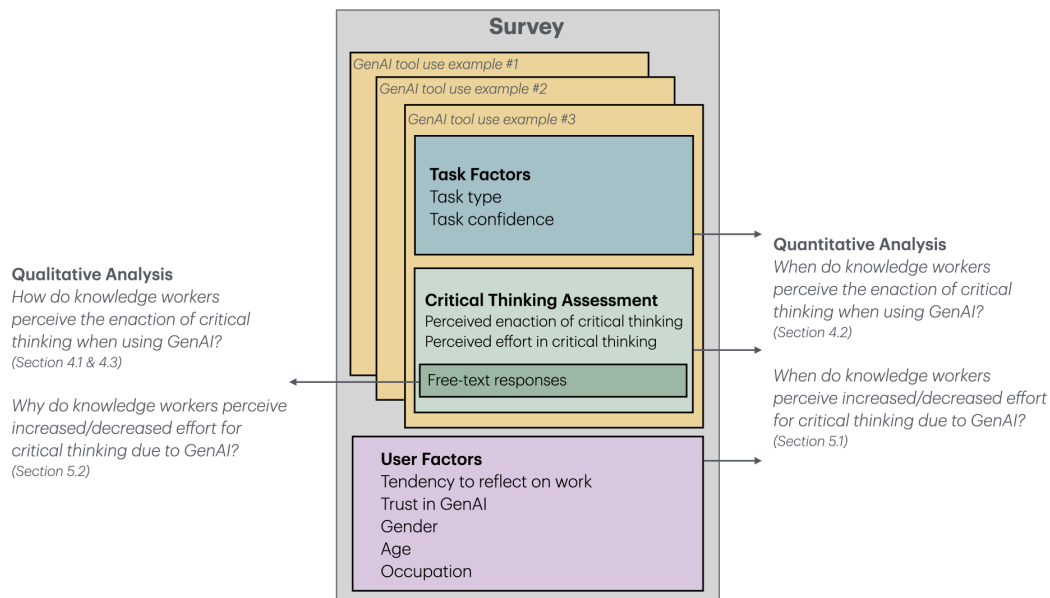 Survey
GenAI tool use example #1
GenAI tool use example #2
GenAI tool use example #3
Task Factors
Task type
Task confidence
Critical Thinking Assessment
Perceived enaction of critical thinking
Perceived effort in critical thinking
Free-text responses
User Factors
Tendency to reflect on work
Trust in GenAI
Gender
Age
Occupation
Qualitative Analysis
How do knowledge workers
perceive the enaction of critical
thinking when using GenAI?
(Section 4.1 & 4.3)
Why do knowledge workers perceive
increased/decreased effort for
critical thinking due to GenAI?
(Section 5.2)
Quantitative Analysis
When do knowledge workers
perceive the enaction of critical
thinking when using GenAI?
(Section 4.2)
When do knowledge workers
perceive increased/decreased effort
for critical thinking due to GenAI?
(Section 5.1)